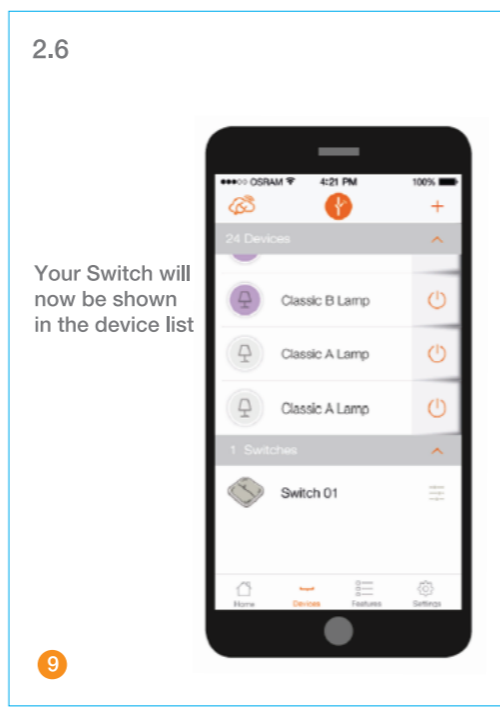 2.6
Your Switch will
now be shown
in the device list
OSRAM 4:21 PM 100%
24 Devices
Classic B Lamp
Classic A Lamp
Classic A Lamp
1 Switches
Switch 01
Home Devices Features Settings
9